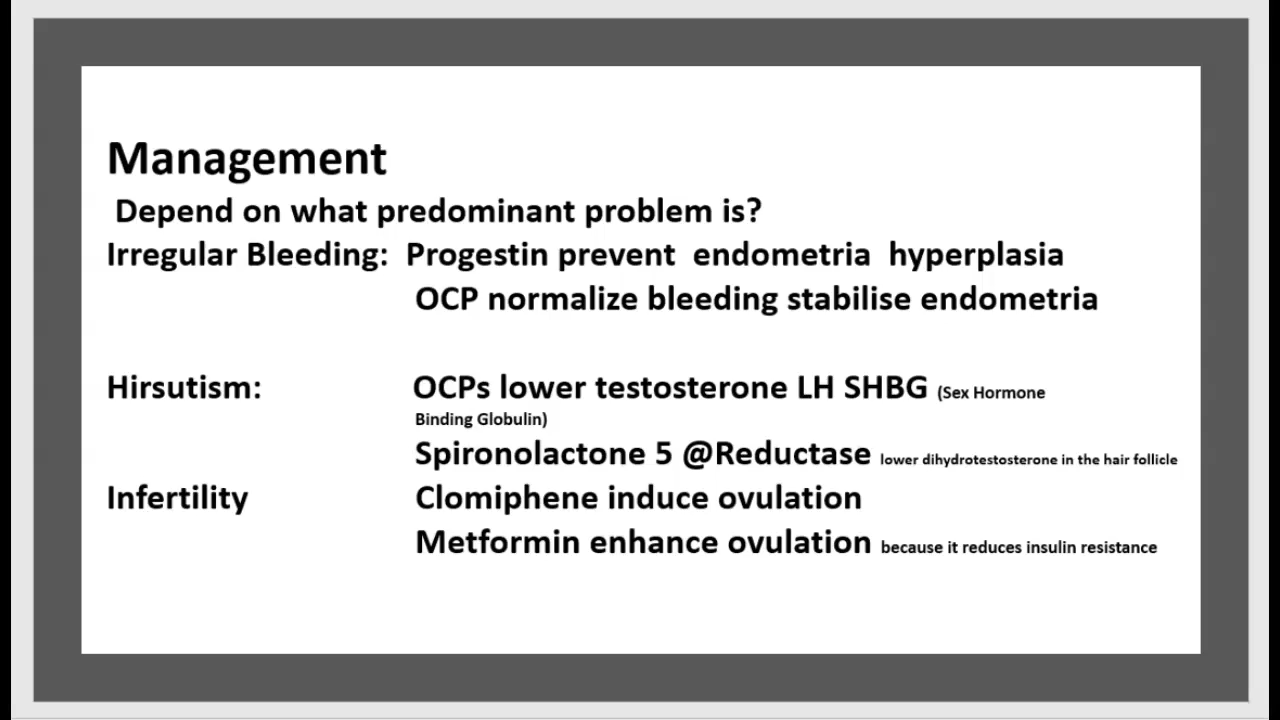 Management
Depend on what predominant problem is?
Irregular Bleeding: Progestin prevent endometria hyperplasia
OCP normalize bleeding stabilise endometria
Hirsutism: OCPs lower testosterone LH SHBG (Sex Hormone
Binding Globulin)
Spironolactone 5 @Reductase lower dihydrotestosterone in the hair follicle
Infertility Clomiphene induce ovulation
Metformin enhance ovulation because it reduces insulin resistance